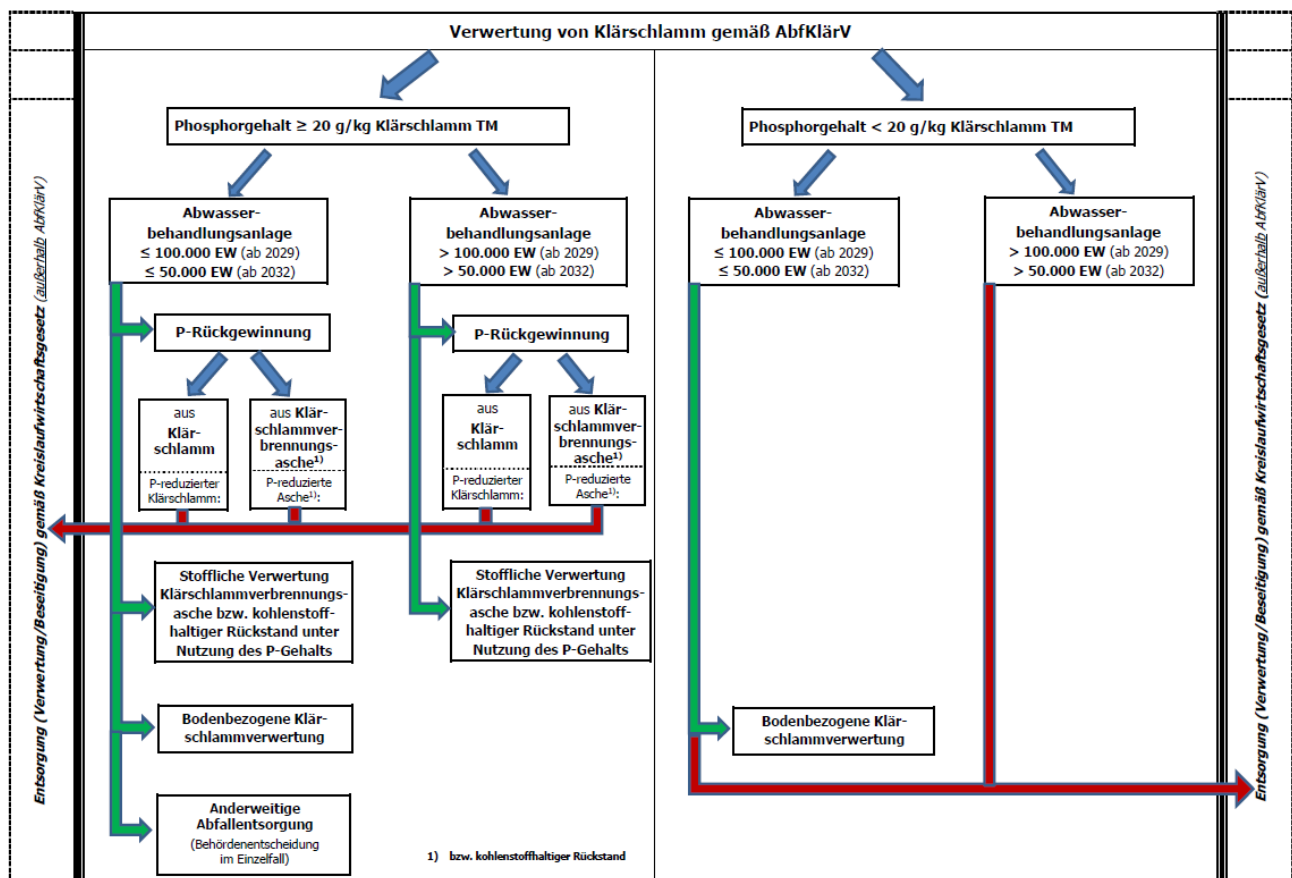 Verwertung von Klärschlamm gemäß AbfKlärV
Entsorgung (Verwertung/Beseitigung) gemäß Kreislaufwirtschaftsgesetz (außerhalb AbfKlärV)
Phosphorgehalt ≥ 20 g/kg Klärschlamm TM
Abwasser-
behandlungsanlage
≤ 100.000 EW (ab 2029)
≤ 50.000 EW (ab 2032)
P-Rückgewinnung
aus
Klär-
schlamm
P-reduzierter
Klärschlamm:
aus Klär-
schlammver-
brennungs-
asche1)
P-reduzierte
Asche1):
Stoffliche Verwertung
Klärschlammverbrennungs-
asche bzw. kohlenstoff-
haltiger Rückstand unter
Nutzung des P-Gehalts
Bodenbezogene Klär-
schlammverwertung
Anderweitige
Abfallentsorgung
(Behördenentscheidung
im Einzelfall)
Abwasser-
behandlungsanlage
> 100.000 EW (ab 2029)
> 50.000 EW (ab 2032)
P-Rückgewinnung
aus
Klär-
schlamm
P-reduzierter
Klärschlamm:
aus Klär-
schlammver-
brennungs-
asche1)
P-reduzierte
Asche1):
Stoffliche Verwertung
Klärschlammverbrennungs-
asche bzw. kohlenstoff-
haltiger Rückstand unter
Nutzung des P-Gehalts
1) bzw. kohlenstoffhaltiger Rückstand
Phosphorgehalt < 20 g/kg Klärschlamm TM
Abwasser-
behandlungsanlage
≤ 100.000 EW (ab 2029)
≤ 50.000 EW (ab 2032)
Bodenbezogene Klär-
schlammverwertung
Abwasser-
behandlungsanlage
> 100.000 EW (ab 2029)
> 50.000 EW (ab 2032)
Entsorgung (Verwertung/Beseitigung) gemäß Kreislaufwirtschaftsgesetz (außerhalb AbfKlärV)